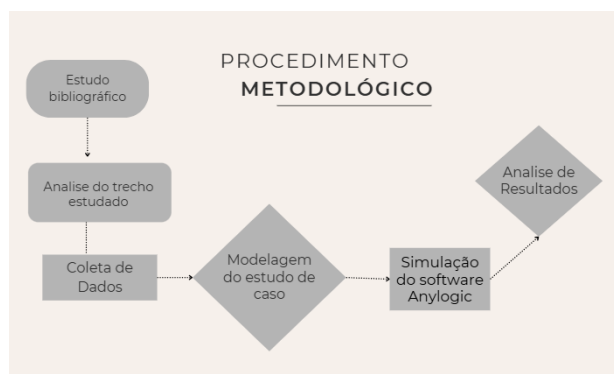 PROCEDIMENTO
METODOLÓGICO
Estudo
bibliográfico
Analise do trecho
estudado
Coleta de
Dados
Modelagem
do estudo de
caso
Simulação
do software
Anylogic
Analise de
Resultados